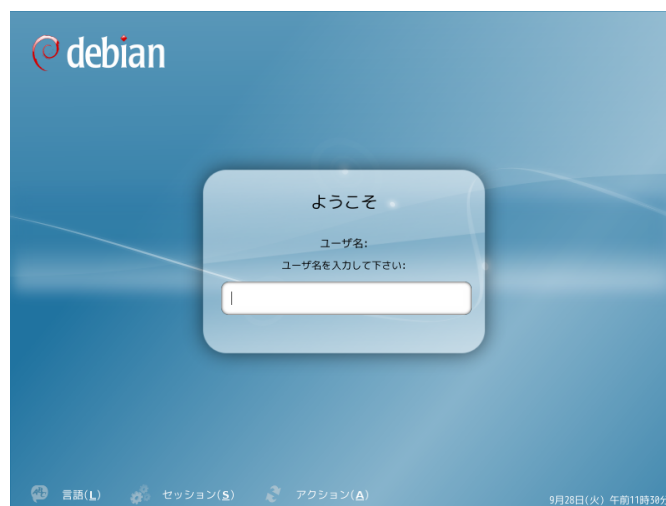 debian
ようこそ
ユーザ名:
ユーザ名を入力して下さい:
言語(L) セッション(S) アクション(A) 9月28日(火) 午前11時30分